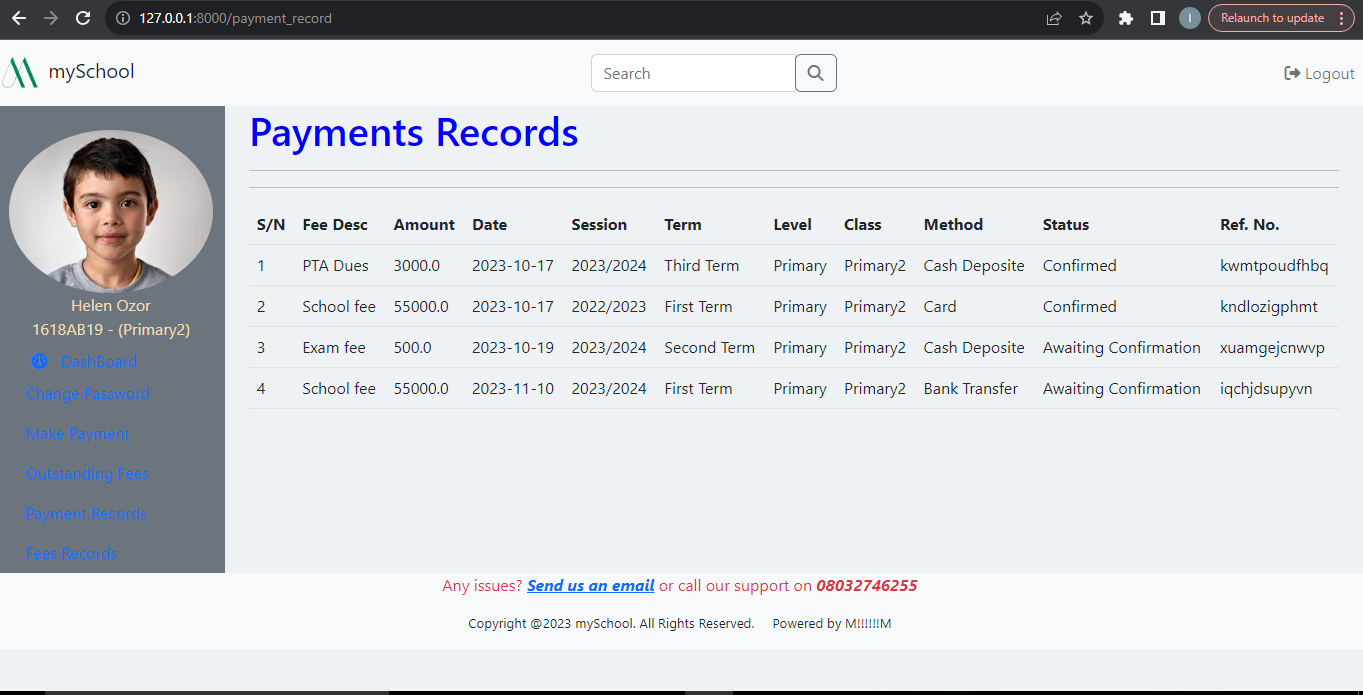 127.0.0.1:8000/payment_record
Relaunch to update
I
mySchool
Search
Logout
Payments Records
Helen Ozor
1618AB19 - (Primary2)
DashBoard
Change Password
Make Payment
Outstanding Fees
Payment Records
Fees Records
S/N Fee Desc Amount Date Session Term Level Class Method Status Ref. No.
1 PTA Dues 3000.0 2023-10-17 2023/2024 Third Term Primary Primary2 Cash Deposite Confirmed kwmtpoudfhbq
2 School fee 55000.0 2023-10-17 2022/2023 First Term Primary Primary2 Card Confirmed kndlozigphmt
3 Exam fee 500.0 2023-10-19 2023/2024 Second Term Primary Primary2 Cash Deposite Awaiting Confirmation xuamgejcnwvp
4 School fee 55000.0 2023-11-10 2023/2024 First Term Primary Primary2 Bank Transfer Awaiting Confirmation iqchjdsupyvn
Any issues? Send us an email or call our support on 08032746255
Copyright @2023 mySchool. All Rights Reserved. Powered by M!!!!!!M